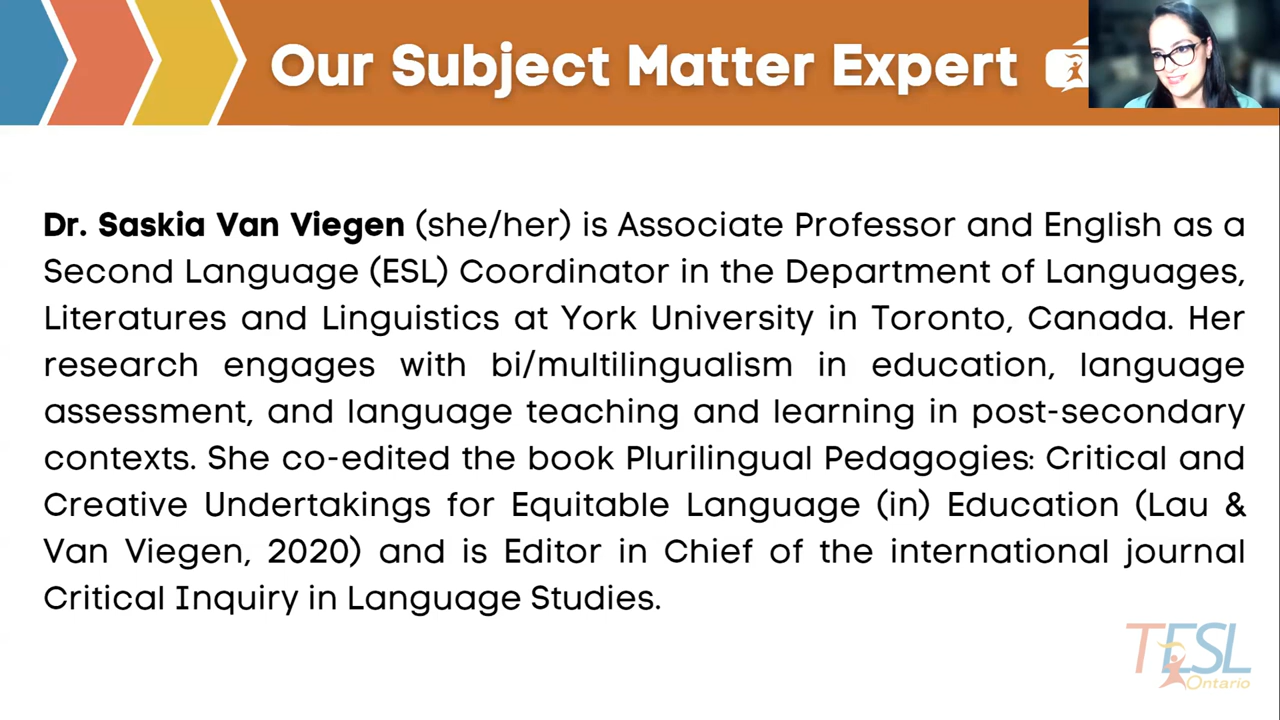 Our Subject Matter Expert
Dr. Saskia Van Viegen (she/her) is Associate Professor and English as a
Second Language (ESL) Coordinator in the Department of Languages,
Literatures and Linguistics at York University in Toronto, Canada. Her
research engages with bi/multilingualism in education, language
assessment, and language teaching and learning in post-secondary
contexts. She co-edited the book Plurilingual Pedagogies: Critical and
Creative Undertakings for Equitable Language (in) Education (Lau &
Van Viegen, 2020) and is Editor in Chief of the international journal
Critical Inquiry in Language Studies.
TESL
Ontario